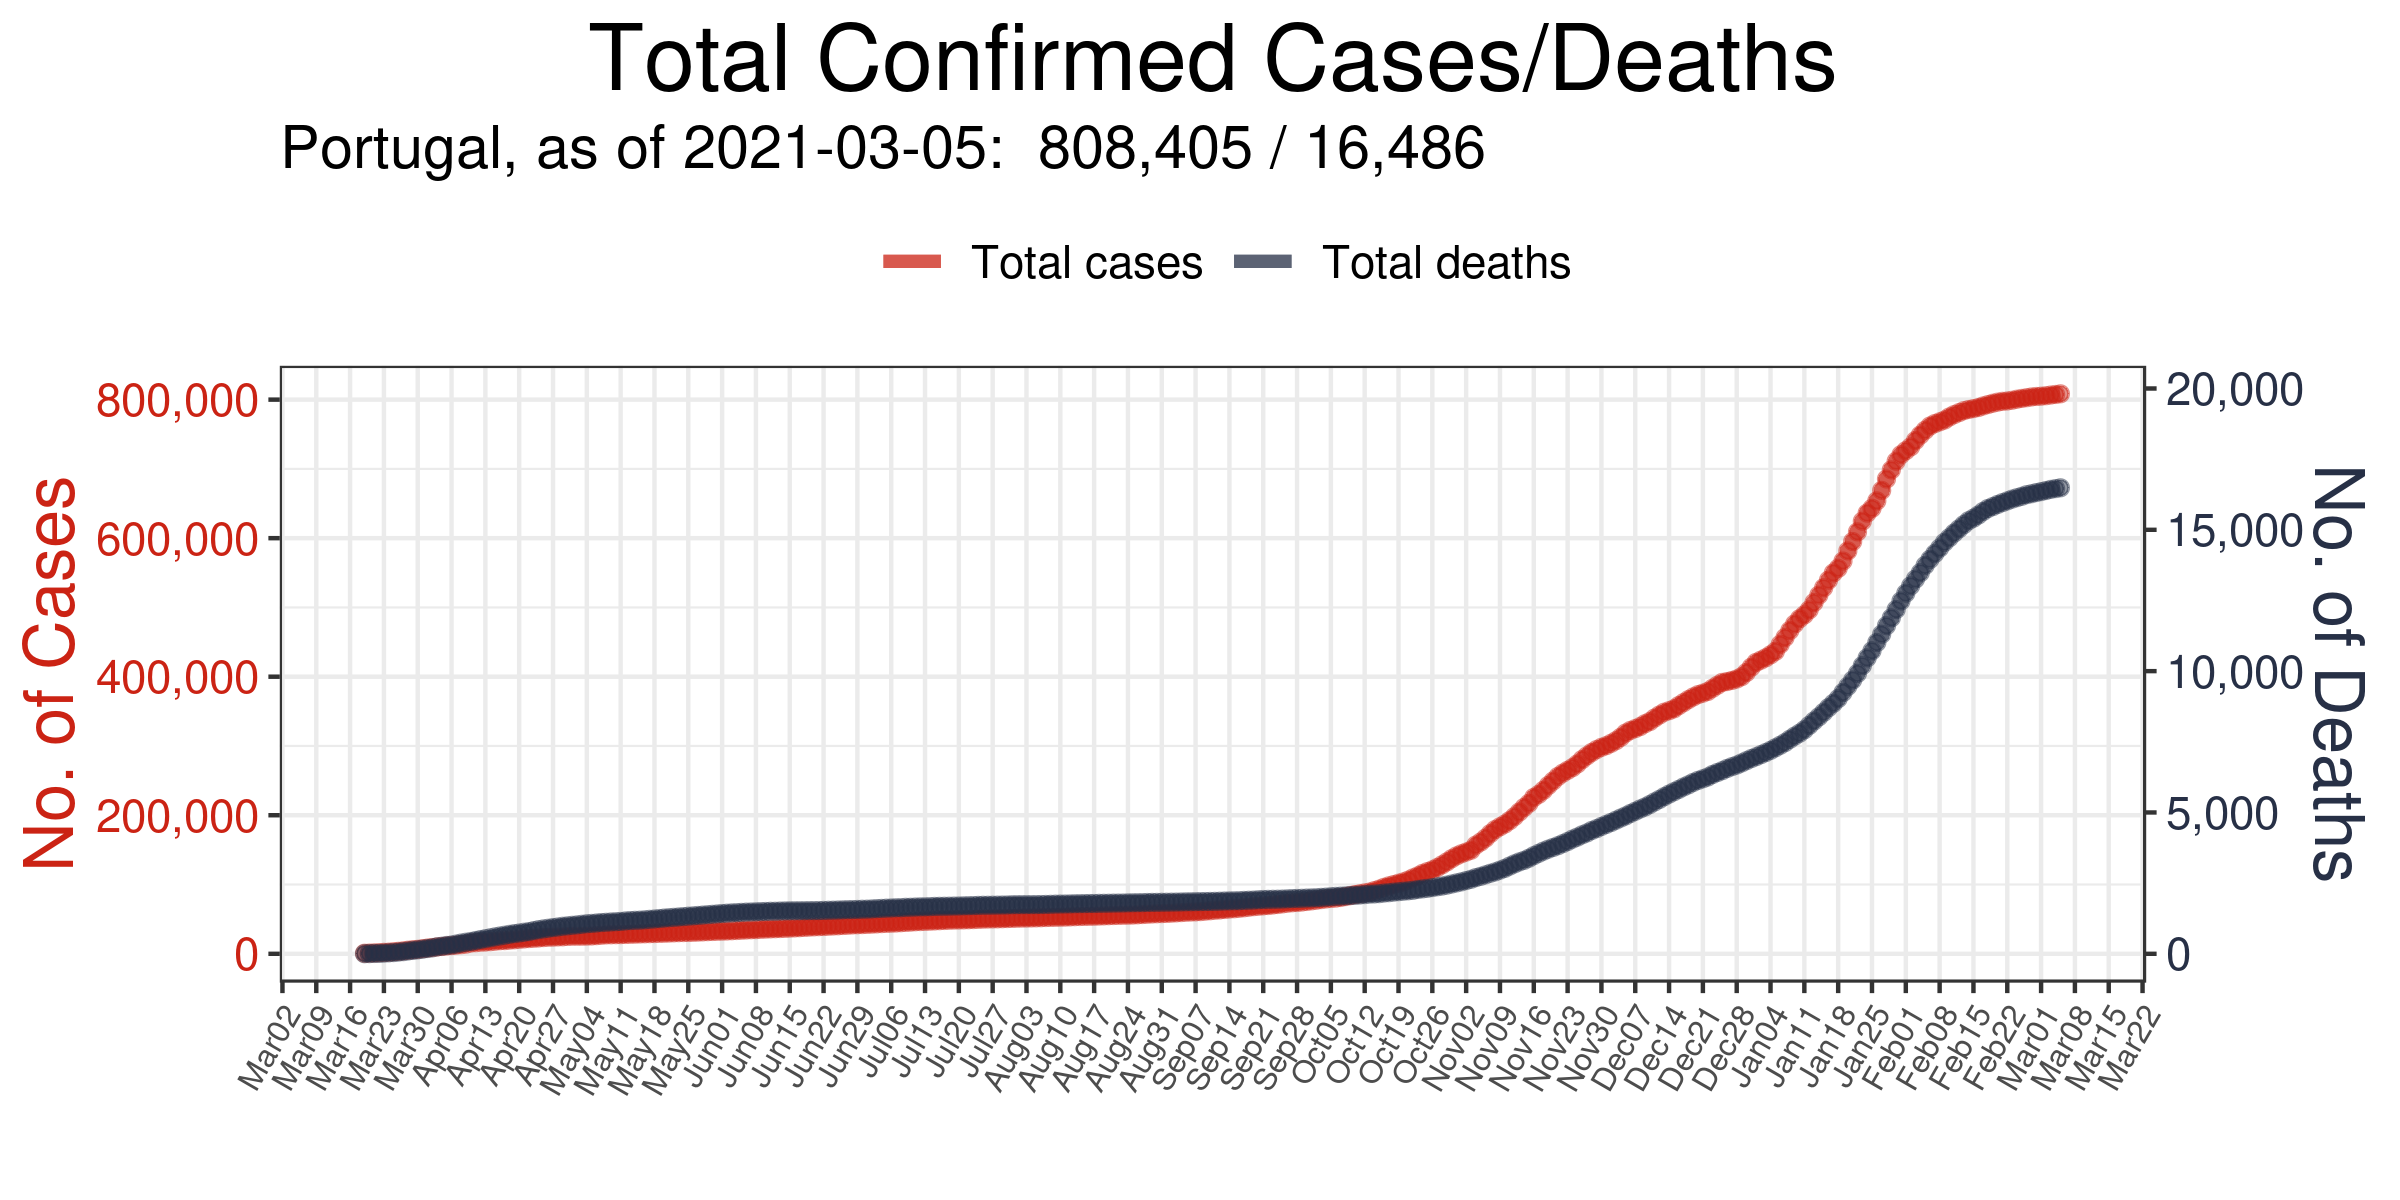 Total Confirmed Cases/Deaths
Portugal, as of 2021-03-05:  808,405 / 16,486
Total cases
Total deaths
No. of Cases
800,000
600,000
400,000
200,000
0
20,000
15,000
10,000
5,000
0
No. of Deaths
Mar02
Mar09
Mar16
Mar23
Mar30
Apr06
Apr13
Apr20
Apr27
May04
May11
May18
May25
Jun01
Jun08
Jun15
Jun22
Jun29
Jul06
Jul13
Jul20
Jul27
Aug03
Aug10
Aug17
Aug24
Aug31
Sep07
Sep14
Sep21
Sep28
Oct05
Oct12
Oct19
Oct26
Nov02
Nov09
Nov16
Nov23
Nov30
Dec07
Dec14
Dec21
Dec28
Jan04
Jan11
Jan18
Jan25
Feb01
Feb08
Feb15
Feb22
Mar01
Mar08
Mar15
Mar22